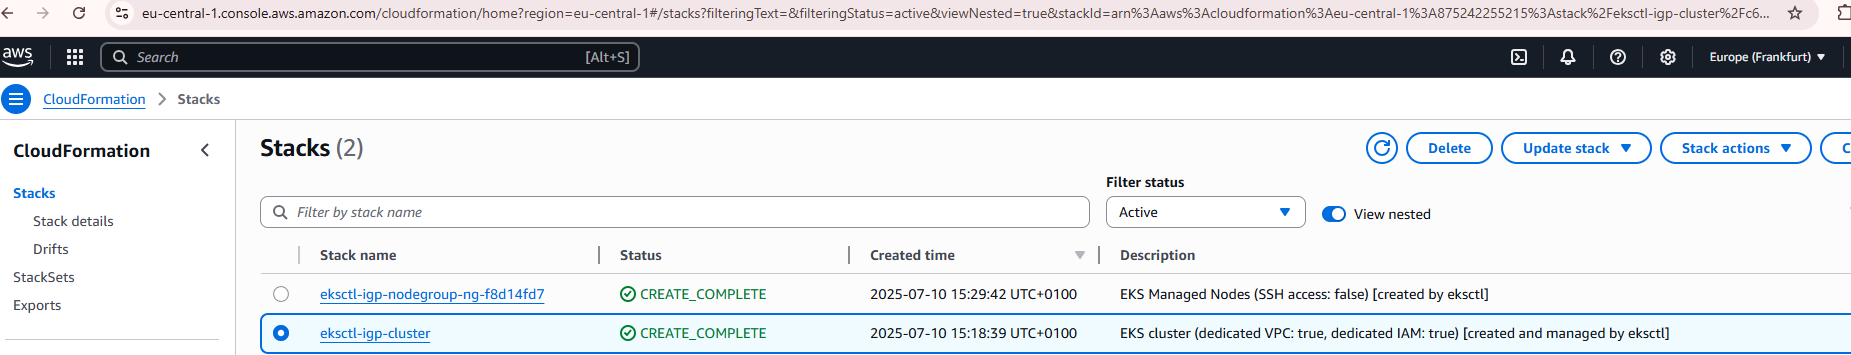 eu-central-1.console.aws.amazon.com/cloudformation/home?region=eu-central-1#/stacks?filteringText=&filteringStatus=active&viewNested=true&stackId=arn%3Aaws%3Acloudformation%3Aeu-central-1%3A875242255215%3Astack%2Feksctl-igp-cluster%2Fc6...
aws Search [Alt+S] Europe (Frankfurt)
CloudFormation > Stacks
CloudFormation
Stacks
Stack details
Drifts
StackSets
Exports
Stacks (2)
Delete Update stack Stack actions C
Filter status
Filter by stack name Active View nested
Stack name Status Created time Description
eksctl-igp-nodegroup-ng-f8d14fd7 CREATE_COMPLETE 2025-07-10 15:29:42 UTC+0100 EKS Managed Nodes (SSH access: false) [created by eksctl]
eksctl-igp-cluster CREATE_COMPLETE 2025-07-10 15:18:39 UTC+0100 EKS cluster (dedicated VPC: true, dedicated IAM: true) [created and managed by eksctl]